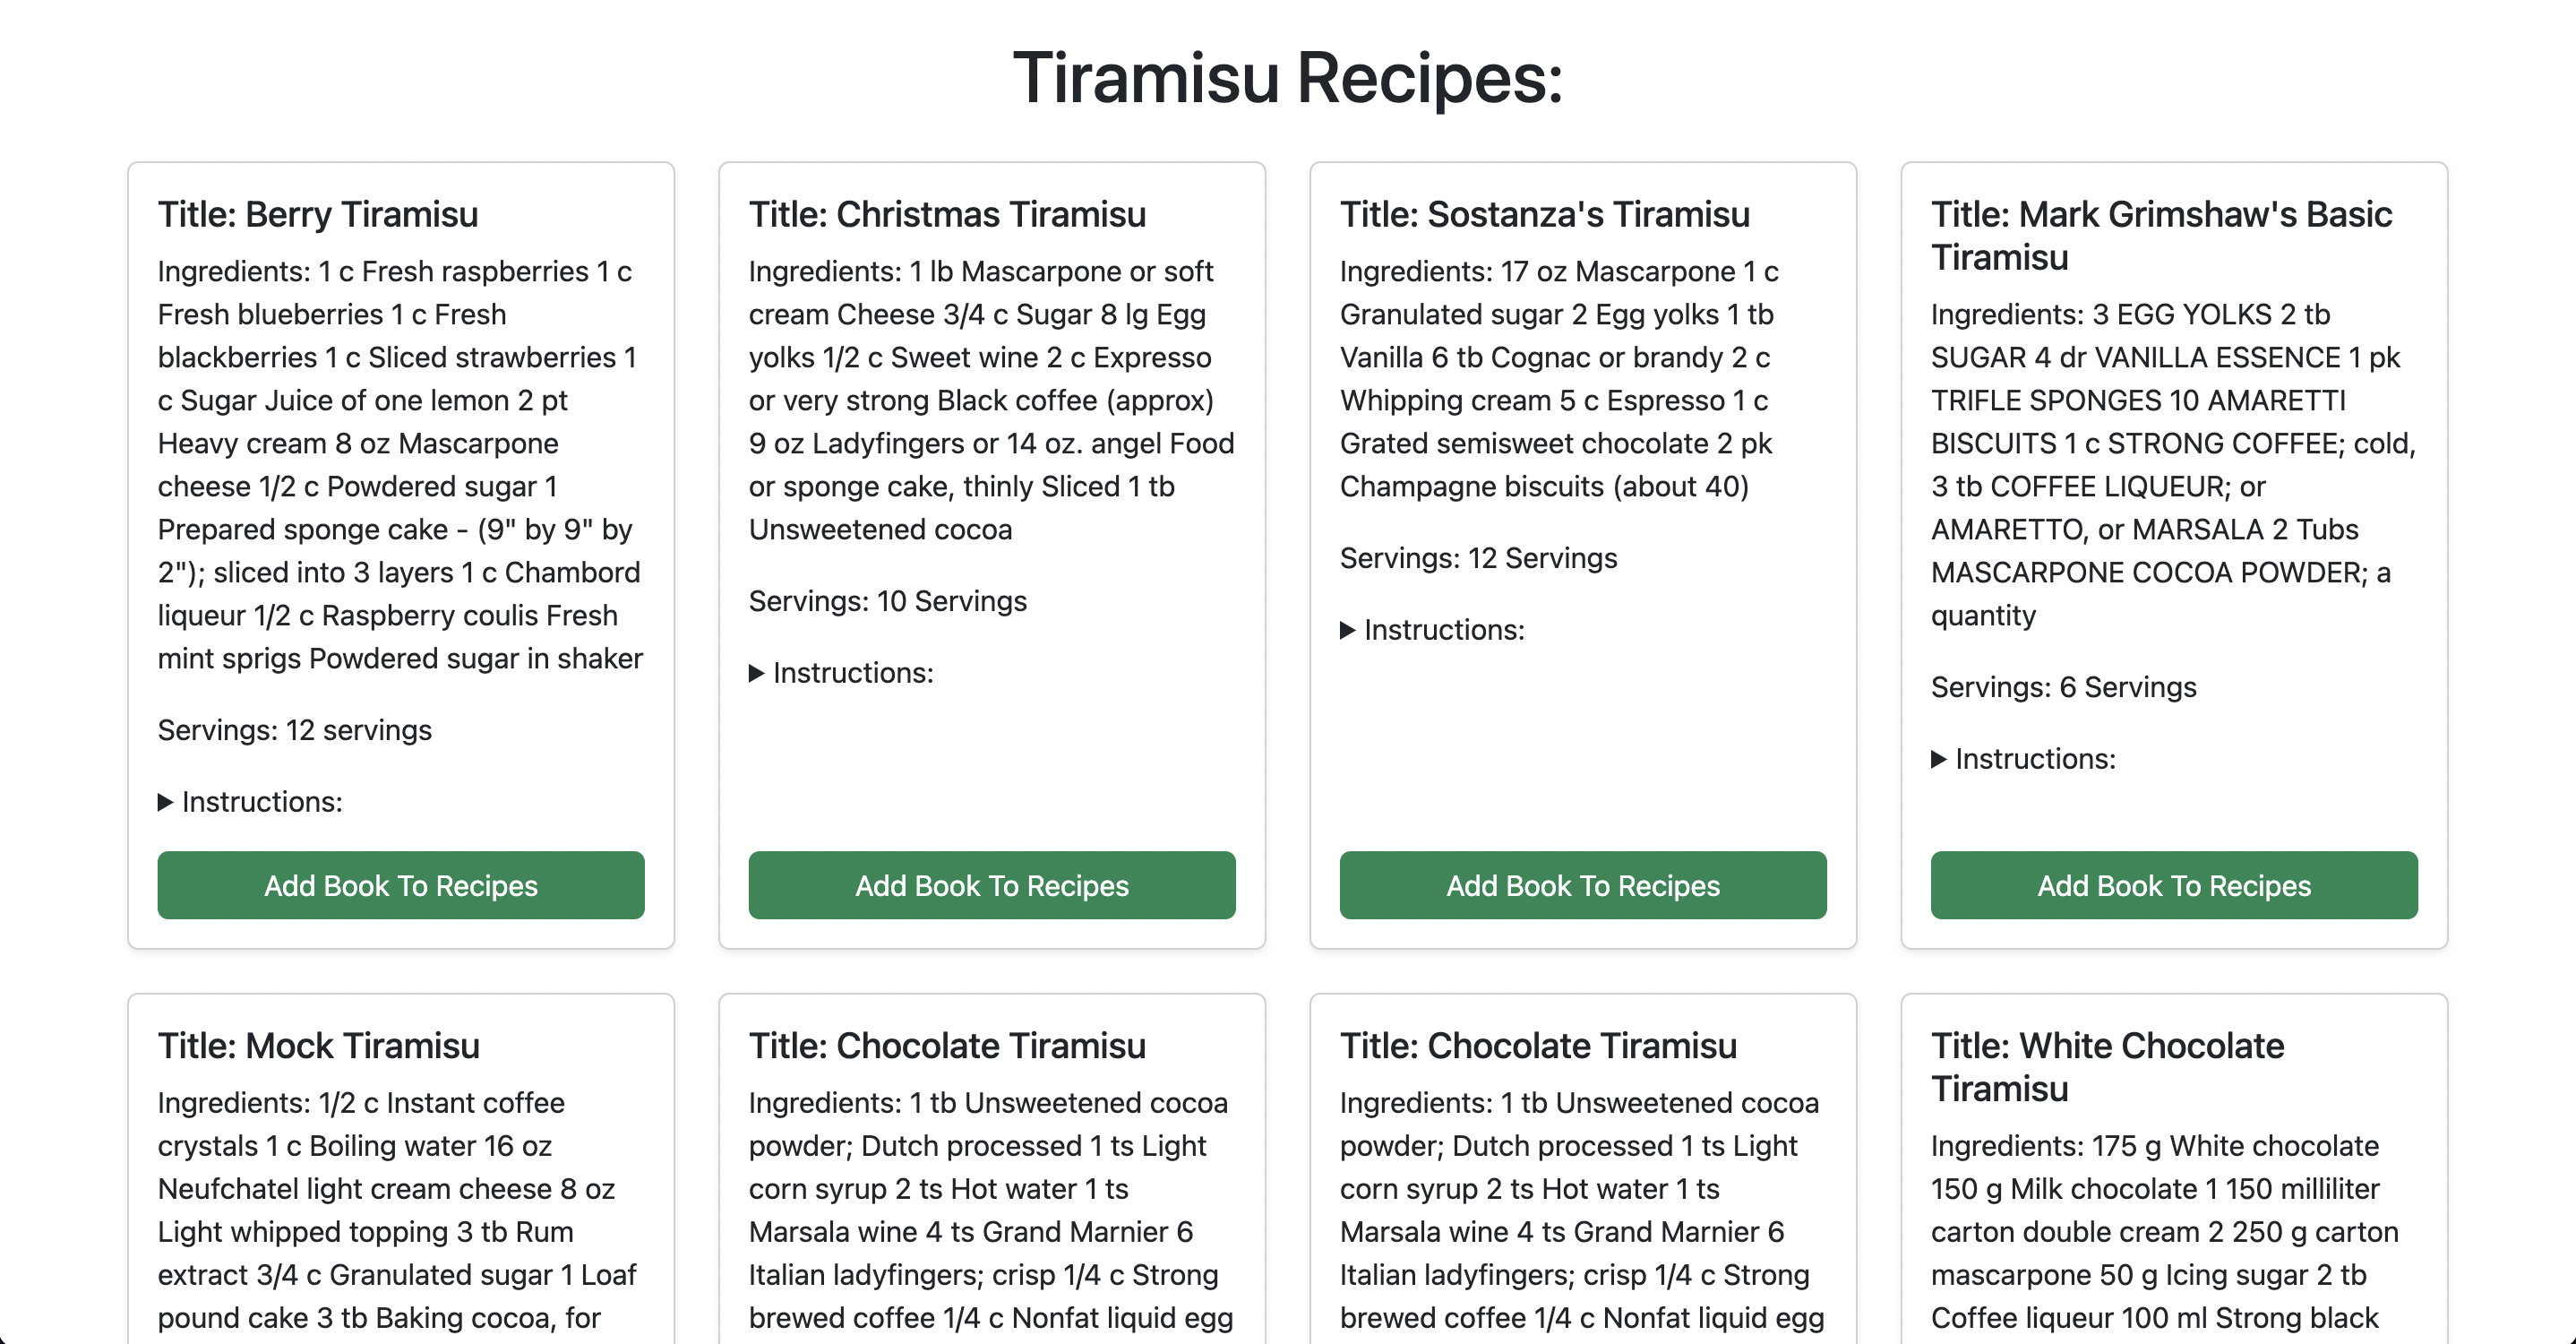 Tiramisu Recipes:
Title: Berry Tiramisu
Ingredients: 1 c Fresh raspberries 1 c
Fresh blueberries 1 c Fresh
blackberries 1 c Sliced strawberries 1
c Sugar Juice of one lemon 2 pt
Heavy cream 8 oz Mascarpone
cheese 1/2 c Powdered sugar 1
Prepared sponge cake - (9" by 9" by
2"); sliced into 3 layers 1 c Chambord
liqueur 1/2 c Raspberry coulis Fresh
mint sprigs Powdered sugar in shaker
Servings: 12 servings
▶ Instructions:
Add Book To Recipes
Title: Christmas Tiramisu
Ingredients: 1 lb Mascarpone or soft
cream Cheese 3/4 c Sugar 8 lg Egg
yolks 1/2 c Sweet wine 2 c Expresso
or very strong Black coffee (approx)
9 oz Ladyfingers or 14 oz. angel Food
or sponge cake, thinly Sliced 1 tb
Unsweetened cocoa
Servings: 10 Servings
▶ Instructions:
Add Book To Recipes
Title: Sostanza's Tiramisu
Ingredients: 17 oz Mascarpone 1 c
Granulated sugar 2 Egg yolks 1 tb
Vanilla 6 tb Cognac or brandy 2 c
Whipping cream 5 c Espresso 1 c
Grated semisweet chocolate 2 pk
Champagne biscuits (about 40)
Servings: 12 Servings
▶ Instructions:
Add Book To Recipes
Title: Mark Grimshaw's Basic
Tiramisu
Ingredients: 3 EGG YOLKS 2 tb
SUGAR 4 dr VANILLA ESSENCE 1 pk
TRIFLE SPONGES 10 AMARETTI
BISCUITS 1 c STRONG COFFEE; cold,
3 tb COFFEE LIQUEUR; or
AMARETTO, or MARSALA 2 Tubs
MASCARPONE COCOA POWDER; a
quantity
Servings: 6 Servings
▶ Instructions:
Add Book To Recipes
Title: Mock Tiramisu
Ingredients: 1/2 c Instant coffee
crystals 1 c Boiling water 16 oz
Neufchatel light cream cheese 8 oz
Light whipped topping 3 tb Rum
extract 3/4 c Granulated sugar 1 Loaf
pound cake 3 tb Baking cocoa, for
Title: Chocolate Tiramisu
Ingredients: 1 tb Unsweetened cocoa
powder; Dutch processed 1 ts Light
corn syrup 2 ts Hot water 1 ts
Marsala wine 4 ts Grand Marnier 6
Italian ladyfingers; crisp 1/4 c Strong
brewed coffee 1/4 c Nonfat liquid egg
Title: Chocolate Tiramisu
Ingredients: 1 tb Unsweetened cocoa
powder; Dutch processed 1 ts Light
corn syrup 2 ts Hot water 1 ts
Marsala wine 4 ts Grand Marnier 6
Italian ladyfingers; crisp 1/4 c Strong
brewed coffee 1/4 c Nonfat liquid egg
Title: White Chocolate
Tiramisu
Ingredients: 175 g White chocolate
150 g Milk chocolate 1 150 milliliter
carton double cream 2 250 g carton
mascarpone 50 g Icing sugar 2 tb
Coffee liqueur 100 ml Strong black